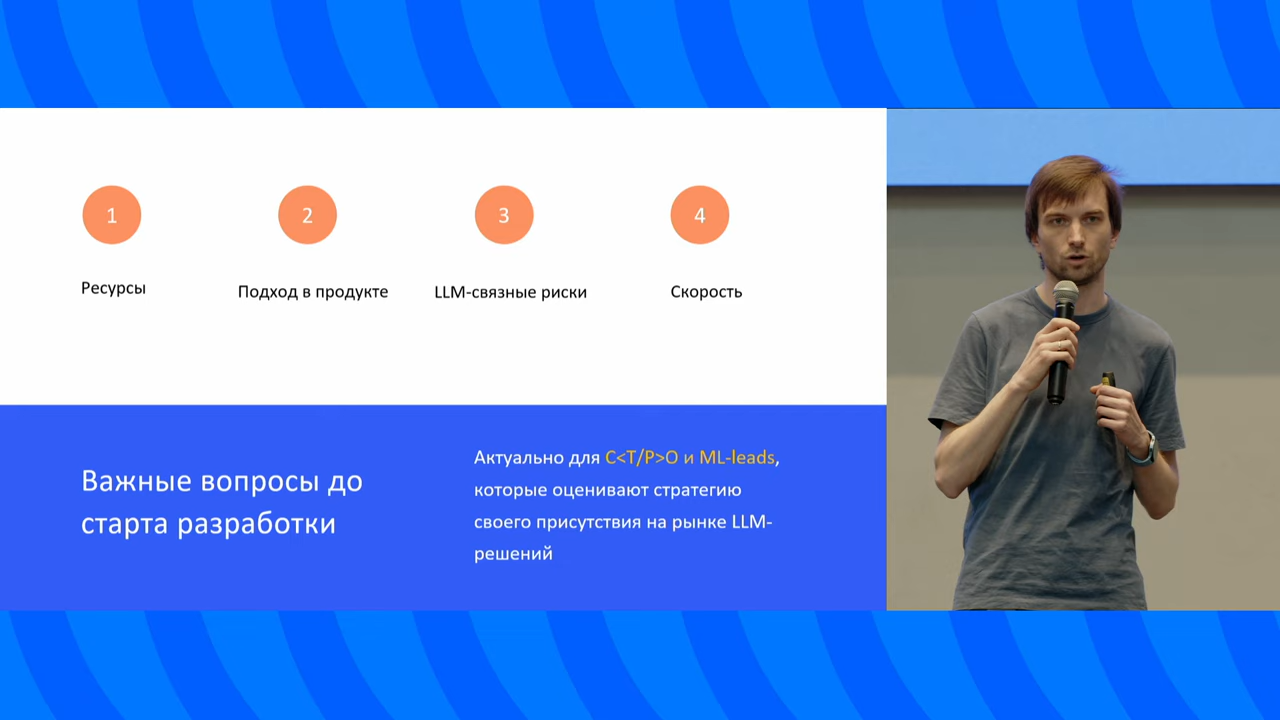 1
2
3
4
Ресурсы
Подход в продукте
LLM-связные риски
Скорость
Важные вопросы до
старта разработки
Актуально для C<T/P>O и ML-leads,
которые оценивают стратегию
своего присутствия на рынке LLM-
решений